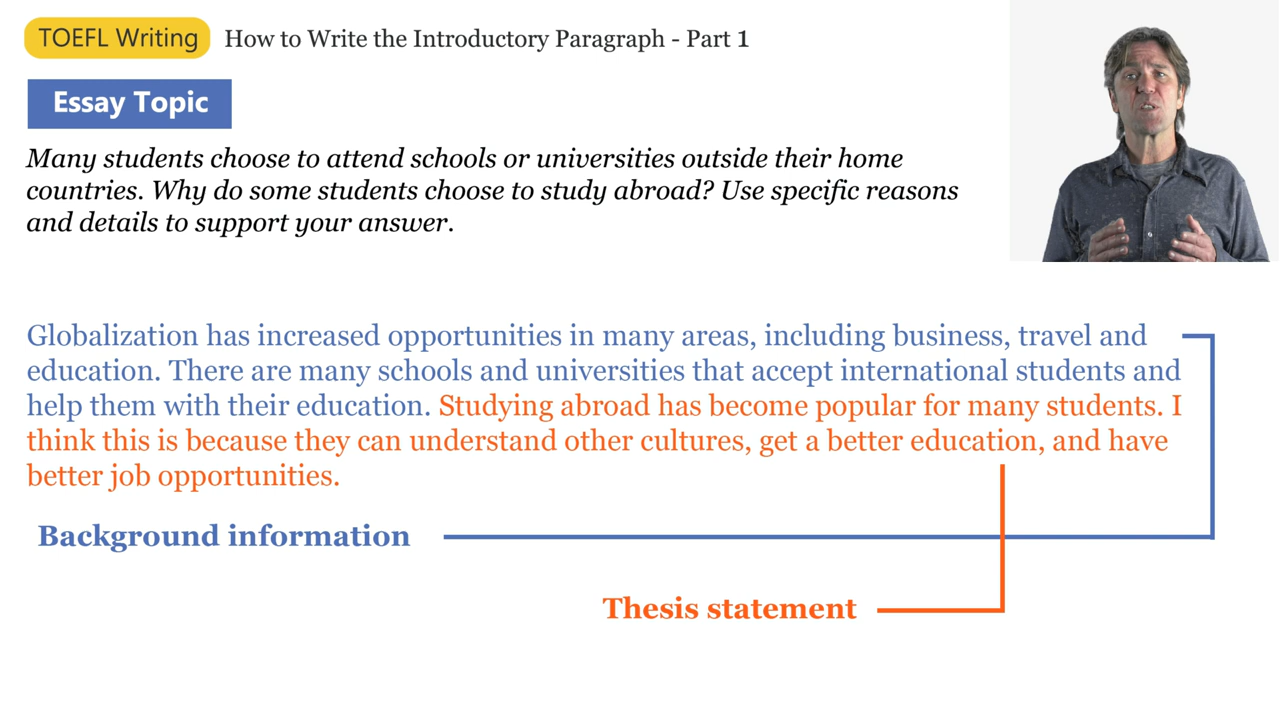 TOEFL Writing How to Write the Introductory Paragraph - Part 1
Essay Topic
Many students choose to attend schools or universities outside their home
countries. Why do some students choose to study abroad? Use specific reasons
and details to support your answer.
Globalization has increased opportunities in many areas, including business, travel and
education. There are many schools and universities that accept international students and
help them with their education. Studying abroad has become popular for many students. I
think this is because they can understand other cultures, get a better education, and have
better job opportunities.
Background information
Thesis statement